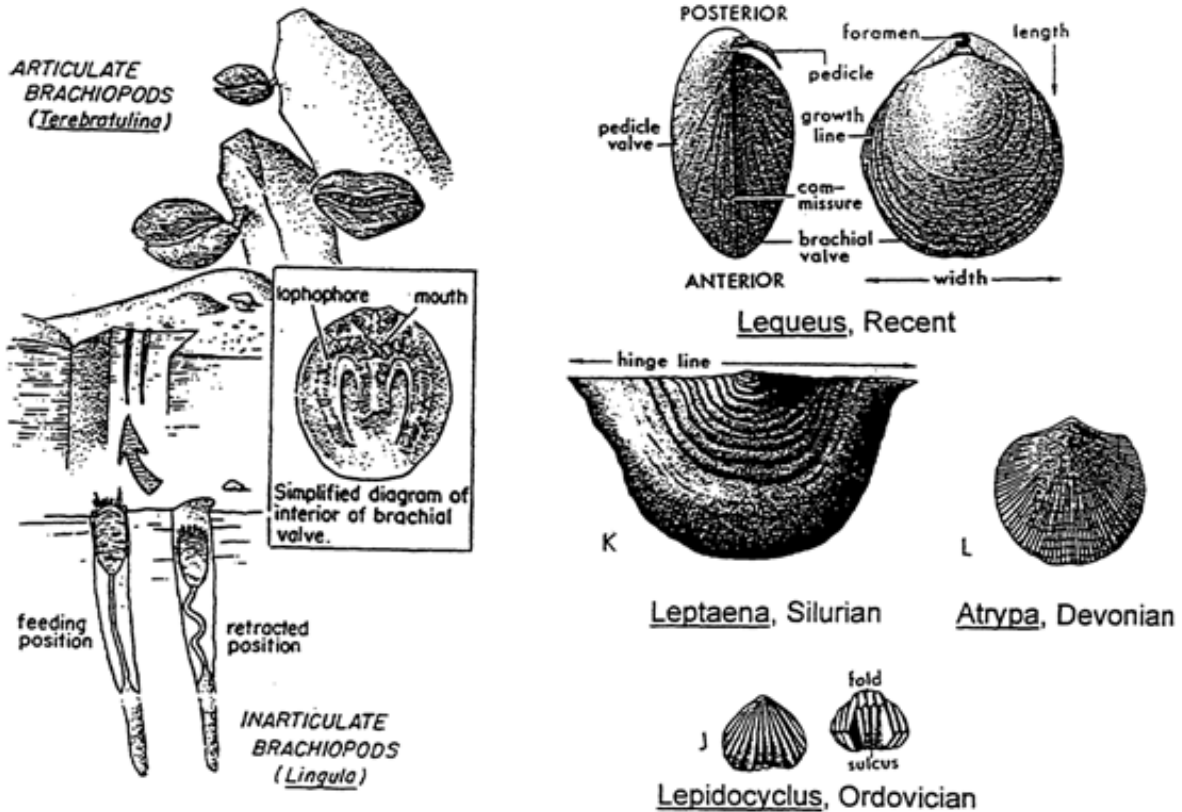 ARTICULATE
BRACHIOPODS
(Terebratulina)
lophophore
mouth
Simplified diagram of
interior of brachial
valve.
feeding
position
retracted
position
INARTICULATE
BRACHIOPODS
(Lingula)
POSTERIOR
foramen
length
pedicle
pedicle
valve
growth
line
com-
missure
brachial
valve
ANTERIOR
width
Lequeus, Recent
hinge line
K
L
Leptaena, Silurian
Atrypa, Devonian
fold
J
sulcus
Lepidocyclus, Ordovician